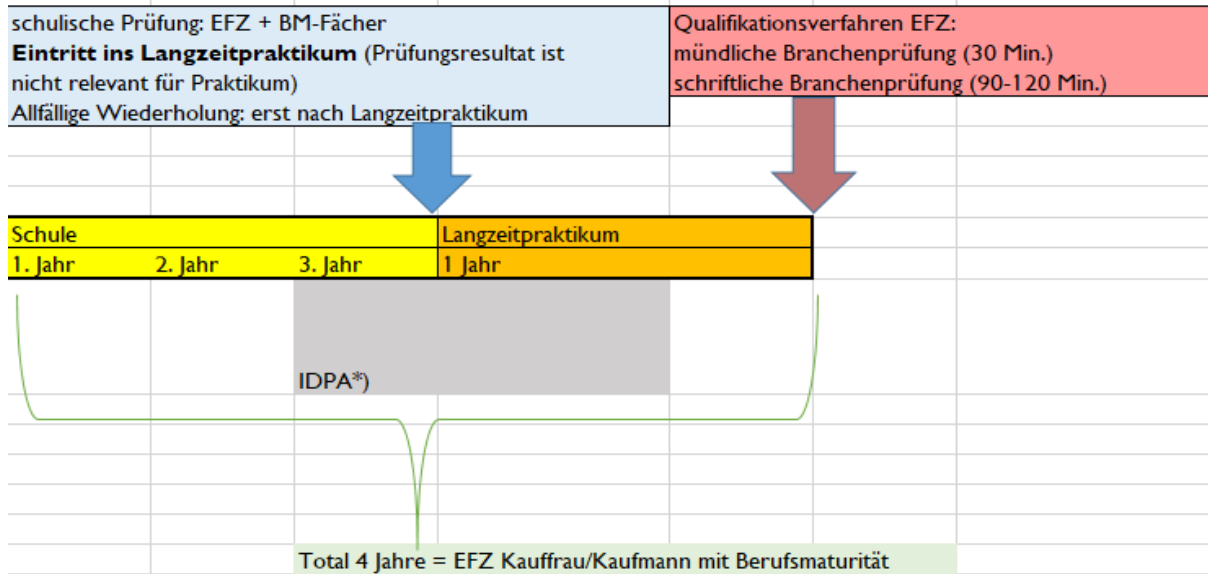 schulische Prüfung: EFZ + BM-Fächer
Eintritt ins Langzeitpraktikum (Prüfungsresultat ist
nicht relevant für Praktikum)
Allfällige Wiederholung: erst nach Langzeitpraktikum
Qualifikationsverfahren EFZ:
mündliche Branchenprüfung (30 Min.)
schriftliche Branchenprüfung (90-120 Min.)
Schule Langzeitpraktikum
1. Jahr 2. Jahr 3. Jahr 1 Jahr
IDPA*)
Total 4 Jahre = EFZ Kauffrau/Kaufmann mit Berufsmaturität